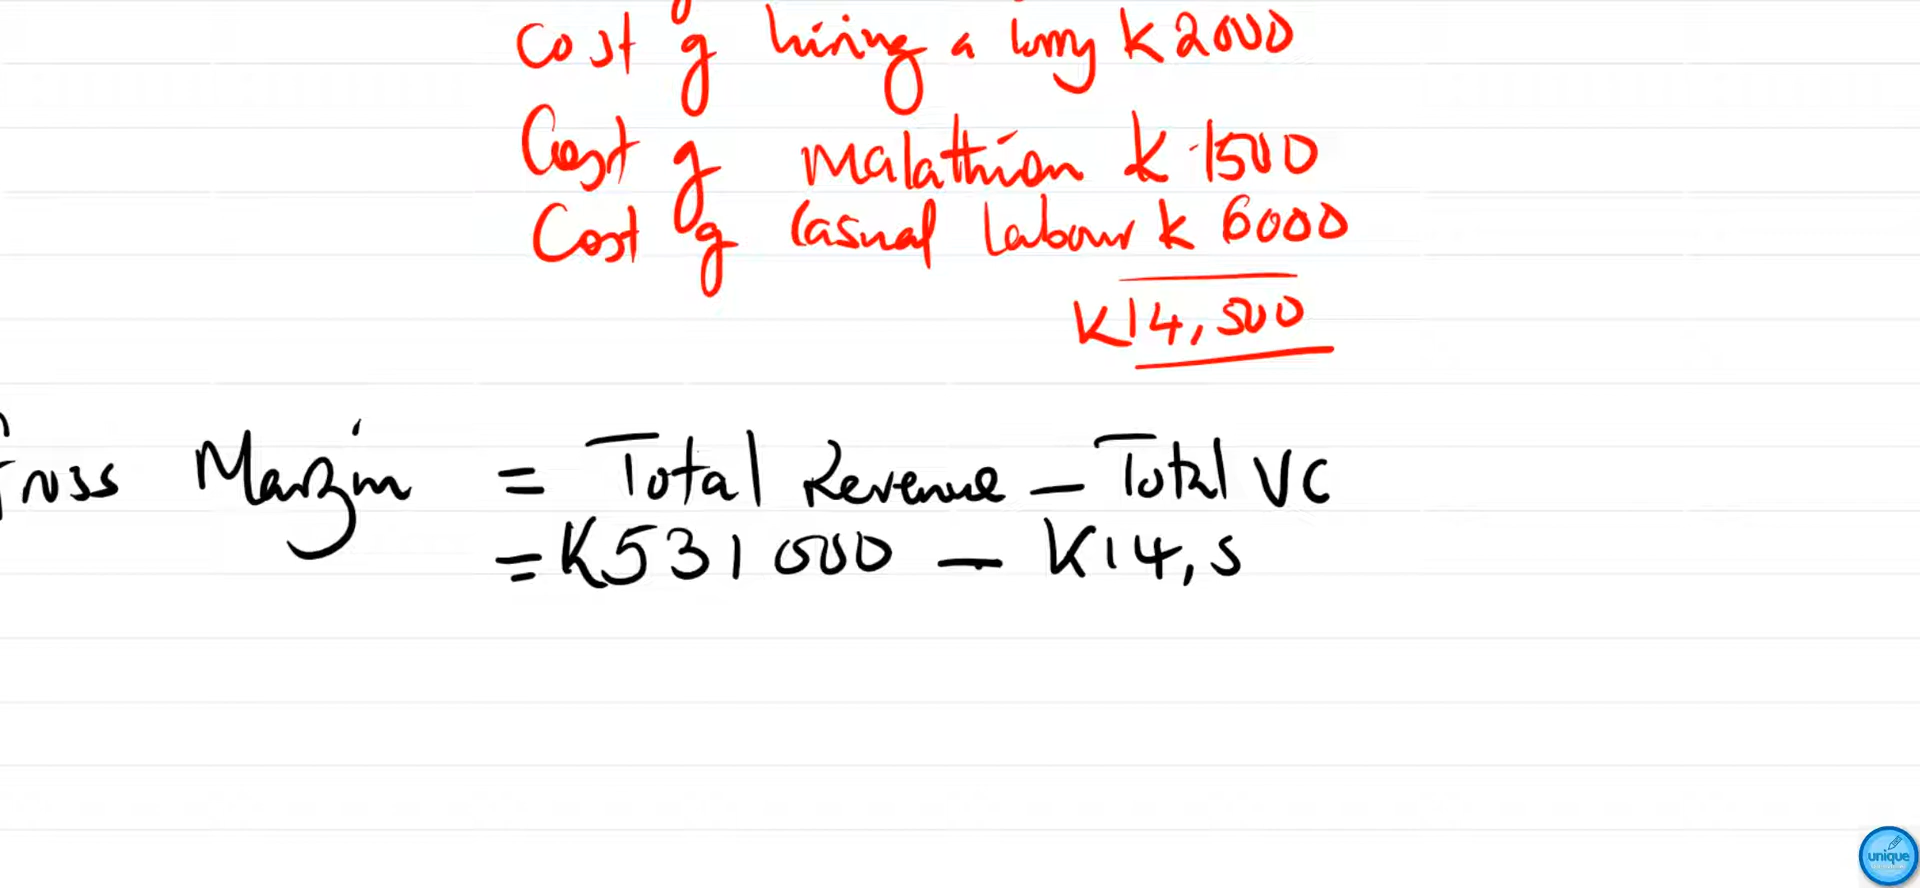 Cost of hiring a lorry K2000
Cost of Malathion K 1500
Cost of Casual labour K 6000
K14,500
Gross Margin = Total Revenue – Total VC
= K531 000 – K14,5
unique